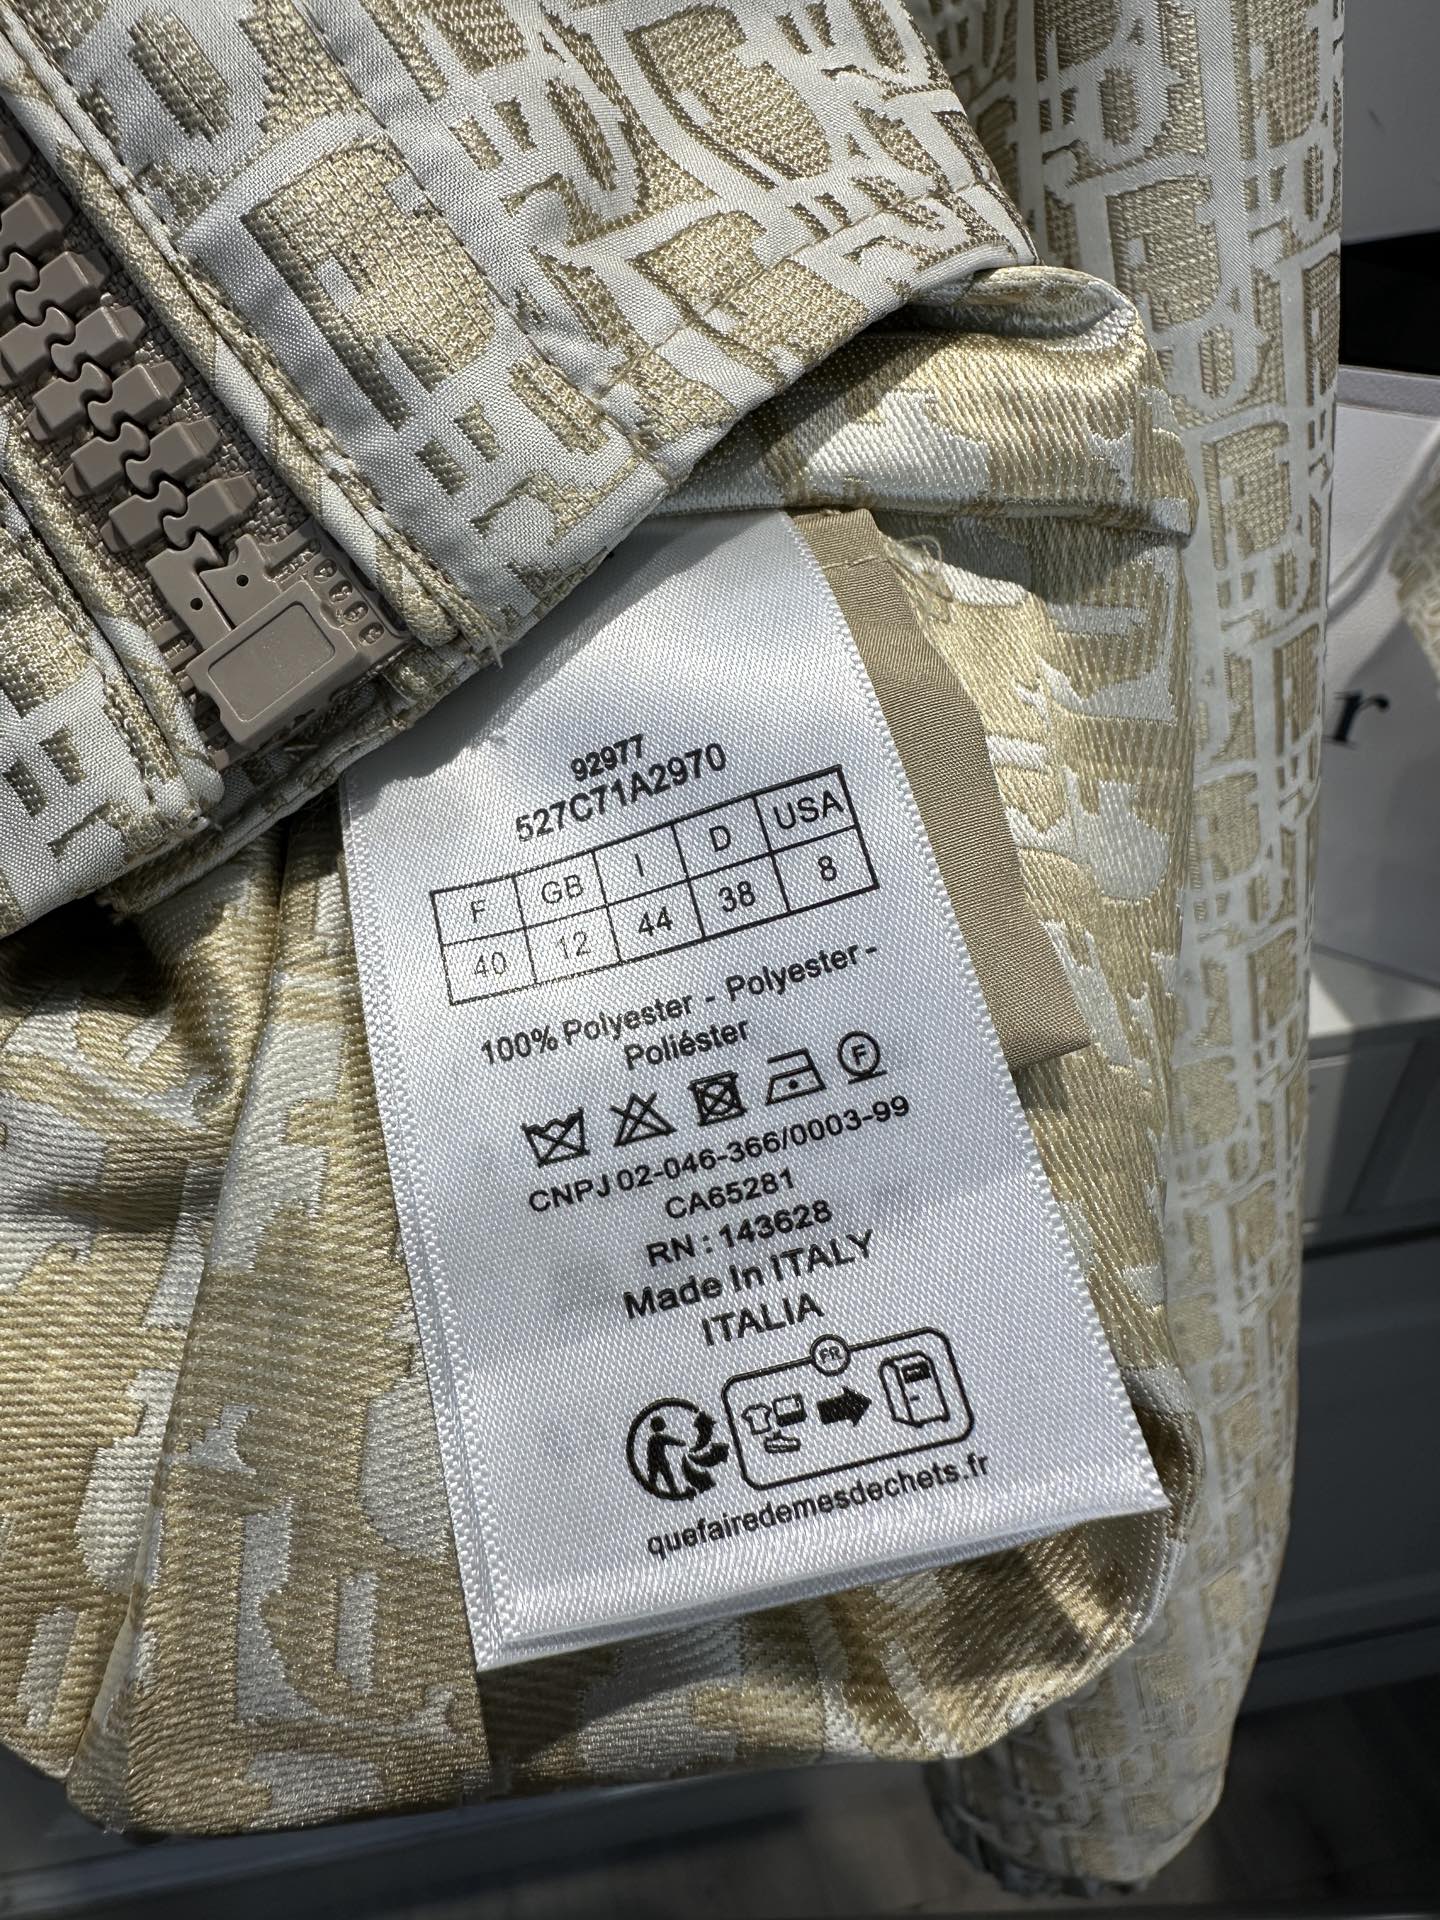 92977
527C71A2970
F GB I D USA
40 12 44 38 8
100% Polyester - Polyester -
Poliéster
F
CNPJ 02-046-366/0003-99
CA65281
RN : 143628
Made In ITALY
ITALIA
FR
quefairedemesdechets.fr
r